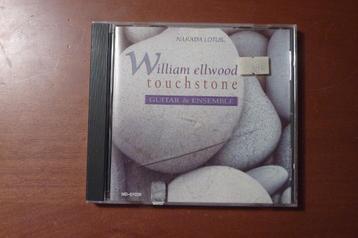 NARADA LOTUS
William ellwood
touchstone
GUITAR & ENSEMBLE